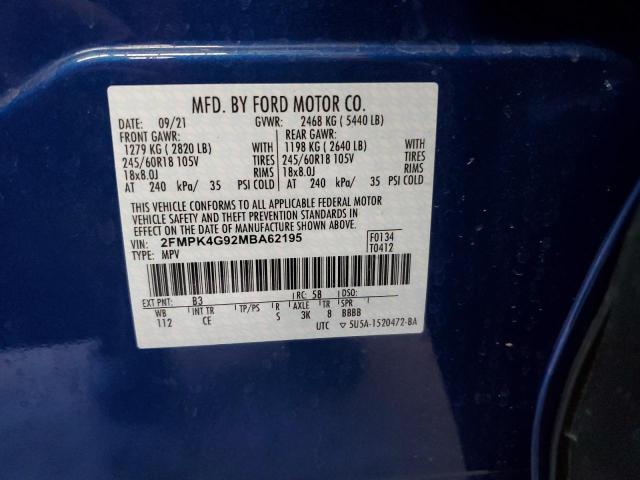 MFD. BY FORD MOTOR CO.
DATE: 09/21 GVWR: 2468 KG ( 5440 LB)
FRONT GAWR: REAR GAWR:
1279 KG ( 2820 LB) WITH 1198 KG ( 2640 LB) WITH
245/60R18 105V TIRES 245/60R18 105V TIRES
18x8.0J RIMS 18x8.0J RIMS
AT 240 kPa/ 35 PSI COLD AT 240 kPa/ 35 PSI COLD
THIS VEHICLE CONFORMS TO ALL APPLICABLE FEDERAL MOTOR
VEHICLE SAFETY AND THEFT PREVENTION STANDARDS IN
EFFECT ON THE DATE OF MANUFACTURE SHOWN ABOVE.
VIN: 2FMPK4G92MBA62195 F0134
TYPE: MPV T0412
EXT PNT: B3 RC: 58 DSO:
WB INT TR TP/PS R AXLE TR SPR
112 CE S 3K 8 BBBB
UTC ▽ 5U5A-1520472-BA